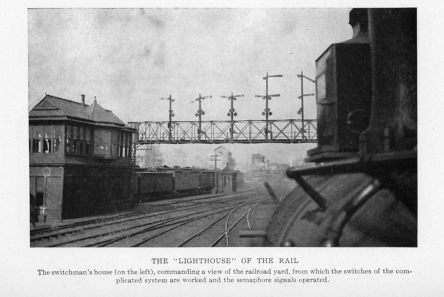 THE "LIGHTHOUSE" OF THE RAIL
The switchman's house (on the left), commanding a view of the railroad yard, from which the switches of the com-
plicated system are worked and the semaphore signals operated.